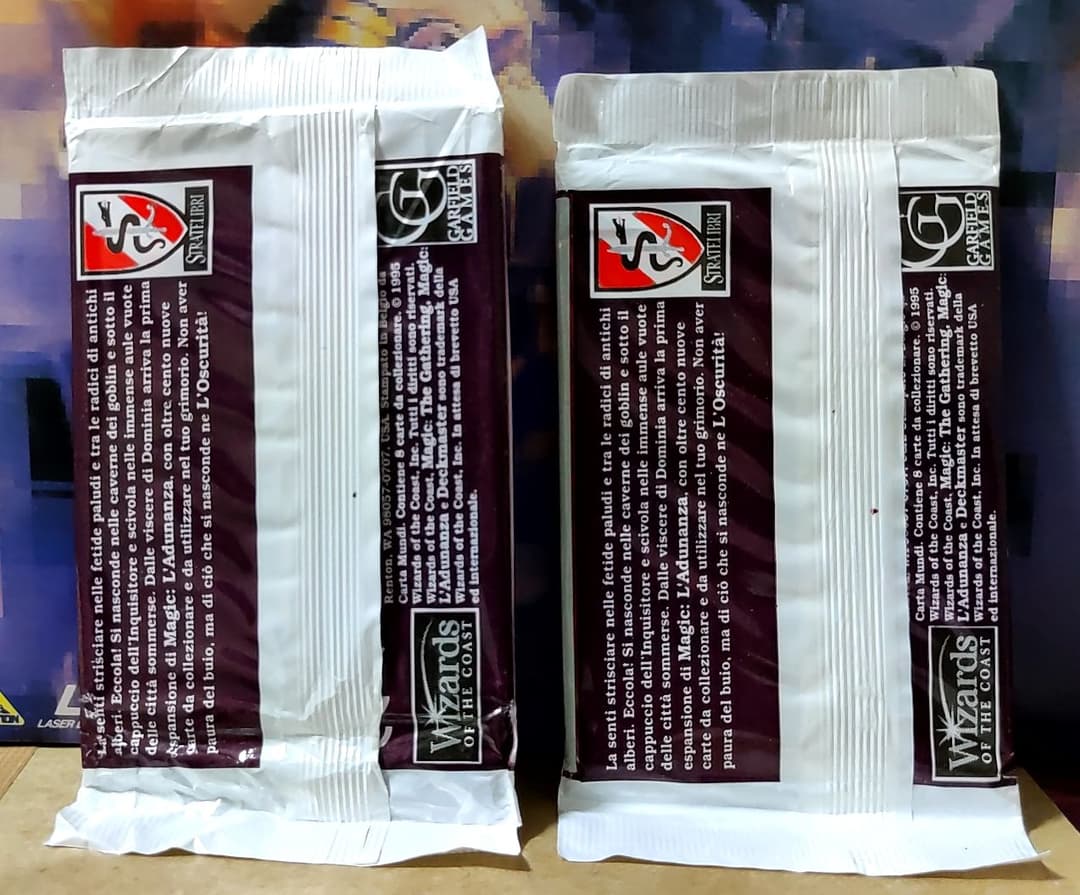 STRATELIBRI
La senti strisciare nelle fetide paludi e tra le radici di antichi
alberi. Eccola! Si nasconde nelle caverne dei goblin e sotto il
cappuccio dell'Inquisitore e scivola nelle immense aule vuote
delle città sommerse. Dalle viscere di Dominia arriva la prima
espansione di Magic: L'Adunanza, con oltre cento nuove
carte da collezionare e da utilizzare nel tuo grimorio. Non aver
paura del buio, ma di ciò che si nasconde ne L'Oscurità!
GG
GARFIELD
GAMES
Renton, WA 98057-0707, USA. Stampato in Belgio da
Carta Mundi. Contiene 8 carte da collezionare. © 1995
Wizards of the Coast, Inc. Tutti i diritti sono riservati.
Wizards of the Coast, Magic: The Gathering, Magic:
L'Adunanza e Deckmaster sono trademark della
Wizards of the Coast, Inc. In attesa di brevetto USA
ed internazionale.
Wizards
OF THE COAST
STRATELIBRI
La senti strisciare nelle fetide paludi e tra le radici di antichi
alberi. Eccola! Si nasconde nelle caverne dei goblin e sotto il
cappuccio dell'Inquisitore e scivola nelle immense aule vuote
delle città sommerse. Dalle viscere di Dominia arriva la prima
espansione di Magic: L'Adunanza, con oltre cento nuove
carte da collezionare e da utilizzare nel tuo grimorio. Non aver
paura del buio, ma di ciò che si nasconde ne L'Oscurità!
GG
GARFIELD
GAMES
Carta Mundi. Contiene 8 carte da collezionare. © 1995
Wizards of the Coast, Inc. Tutti i diritti sono riservati.
Wizards of the Coast, Magic: The Gathering, Magic:
L'Adunanza e Deckmaster sono trademark della
Wizards of the Coast, Inc. In attesa di brevetto USA
ed internazionale.
Wizards
OF THE COAST
LASER